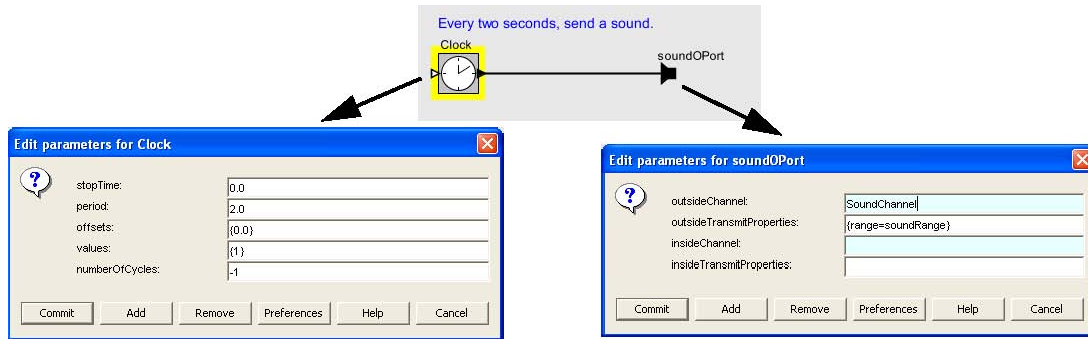 Every two seconds, send a sound.
Clock
soundOPort
Edit parameters for Clock
?
stopTime: 0.0
period: 2.0
offsets: {0.0}
values: {1}
numberOfCycles: -1
Commit Add Remove Preferences Help Cancel
Edit parameters for soundOPort
?
outsideChannel: SoundChannel
outsideTransmitProperties: {range=soundRange}
insideChannel:
insideTransmitProperties:
Commit Add Remove Preferences Help Cancel